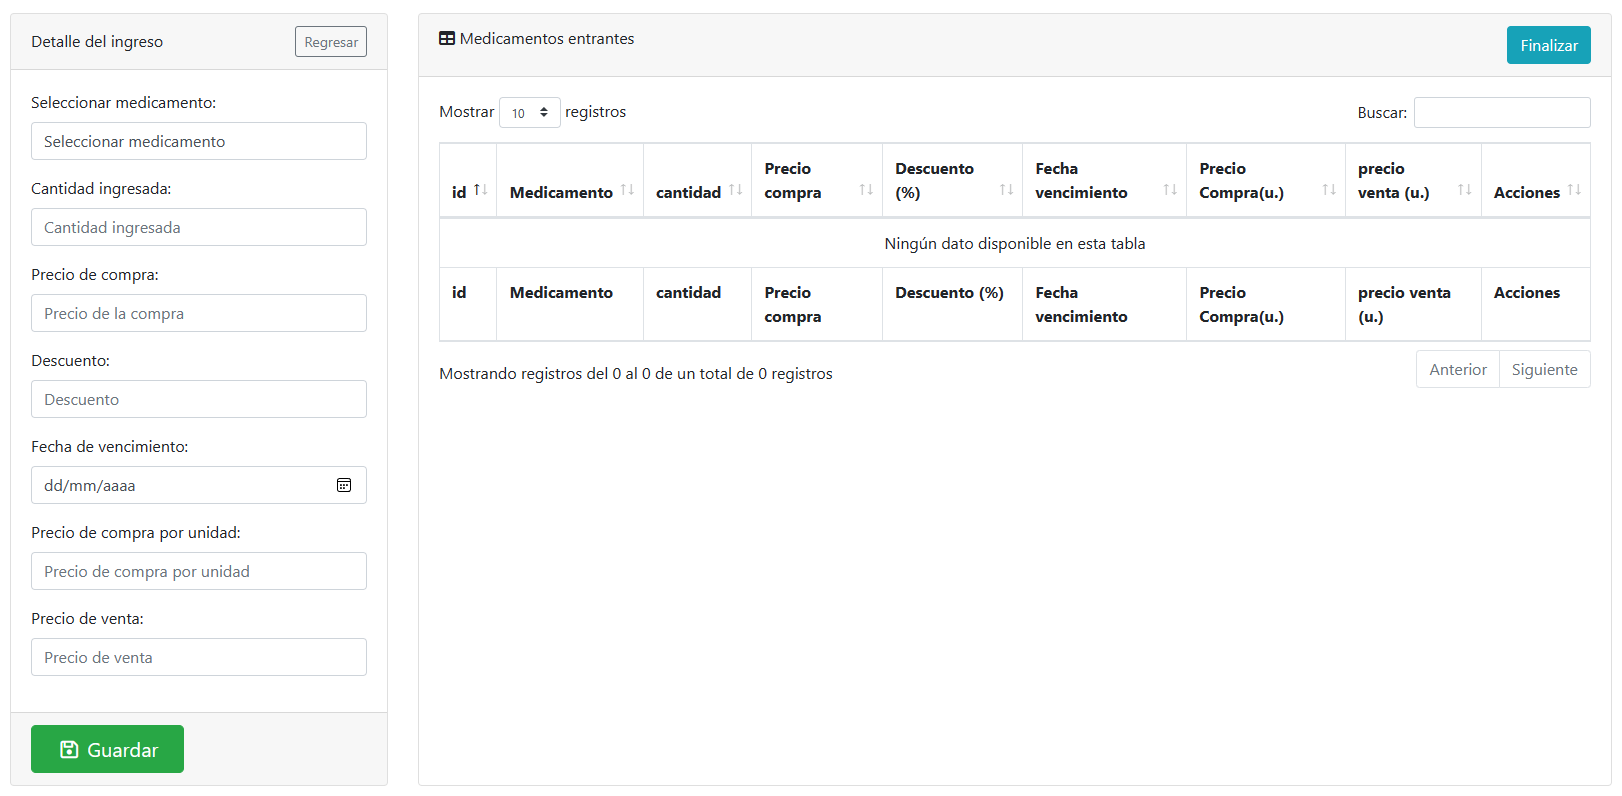 Detalle del ingreso
Regresar
Seleccionar medicamento:
Seleccionar medicamento
Cantidad ingresada:
Cantidad ingresada
Precio de compra:
Precio de la compra
Descuento:
Descuento
Fecha de vencimiento:
dd/mm/aaaa
Precio de compra por unidad:
Precio de compra por unidad
Precio de venta:
Precio de venta
Guardar
Medicamentos entrantes
Finalizar
Mostrar 10 registros
Buscar:
id
Medicamento
cantidad
Precio
compra
Descuento
(%)
Fecha
vencimiento
Precio
Compra(u.)
precio
venta (u.)
Acciones
Ningún dato disponible en esta tabla
id
Medicamento
cantidad
Precio
compra
Descuento (%)
Fecha
vencimiento
Precio
Compra(u.)
precio venta
(u.)
Acciones
Mostrando registros del 0 al 0 de un total de 0 registros
Anterior
Siguiente